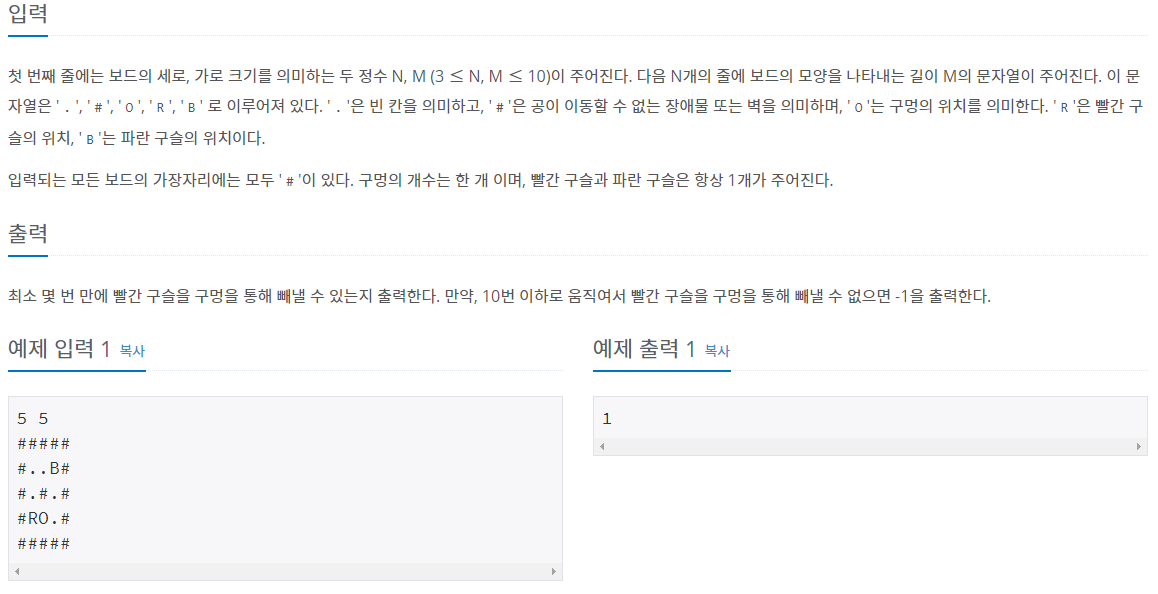 입력
첫 번째 줄에는 보드의 세로, 가로 크기를 의미하는 두 정수 N, M (3 ≤ N, M ≤ 10)이 주어진다. 다음 N개의 줄에 보드의 모양을 나타내는 길이 M의 문자열이 주어진다. 이 문
자열은 '.', '#', 'O', 'R', 'B' 로 이루어져 있다. '.'은 빈 칸을 의미하고, '#'은 공이 이동할 수 없는 장애물 또는 벽을 의미하며, 'O'는 구멍의 위치를 의미한다. 'R'은 빨간 구
슬의 위치, 'B'는 파란 구슬의 위치이다.
입력되는 모든 보드의 가장자리에는 모두 '#'이 있다. 구멍의 개수는 한 개 이며, 빨간 구슬과 파란 구슬은 항상 1개가 주어진다.
출력
최소 몇 번 만에 빨간 구슬을 구멍을 통해 빼낼 수 있는지 출력한다. 만약, 10번 이하로 움직여서 빨간 구슬을 구멍을 통해 빼낼 수 없으면 -1을 출력한다.
예제 입력 1 복사
5 5
#####
#..B#
#.#.#
#RO.#
#####
예제 출력 1 복사
1